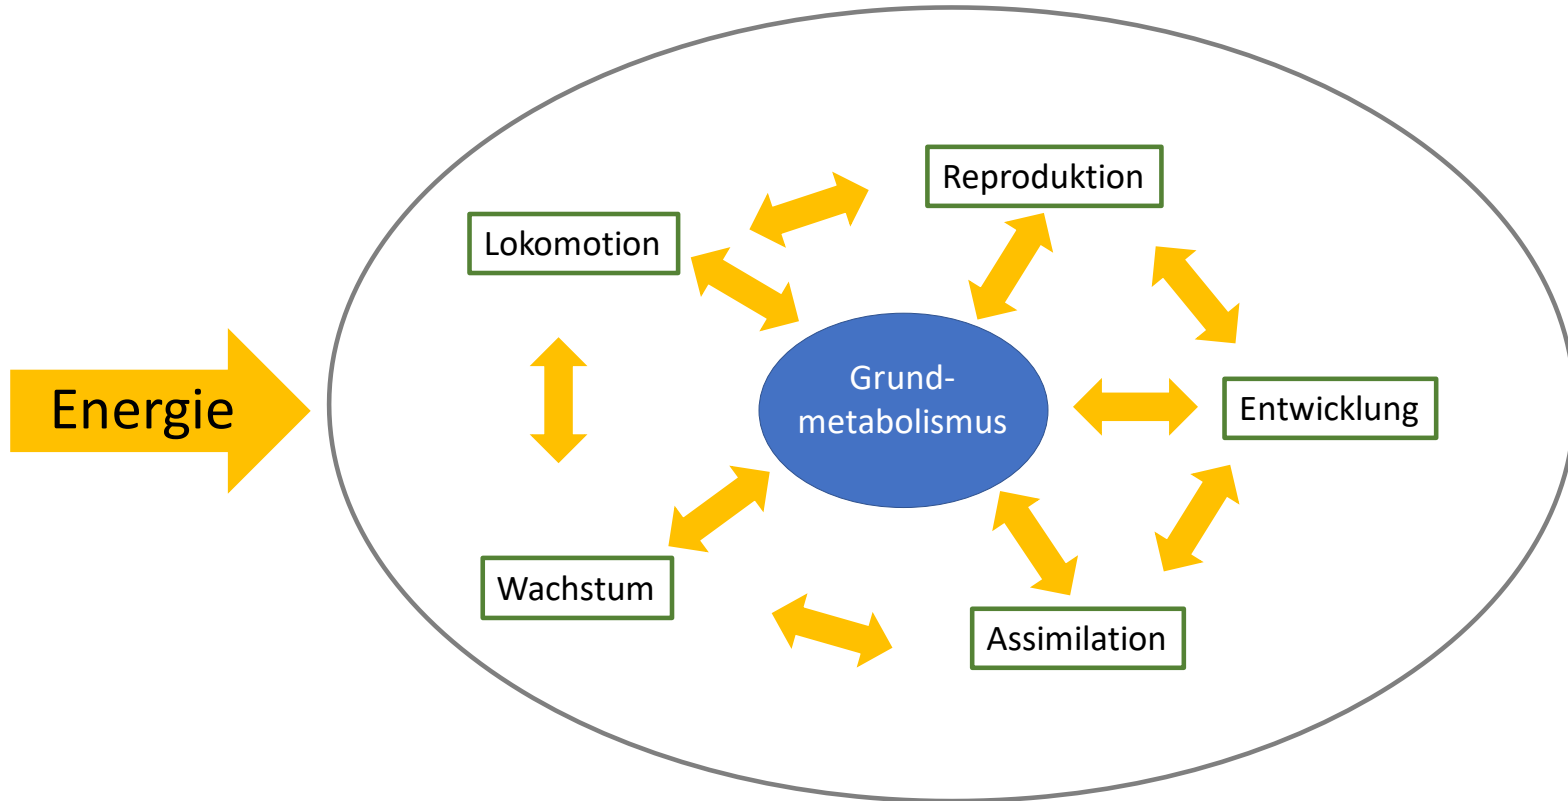 Reproduktion
Lokomotion
Energie
Grund-
metabolismus
Entwicklung
Wachstum
Assimilation